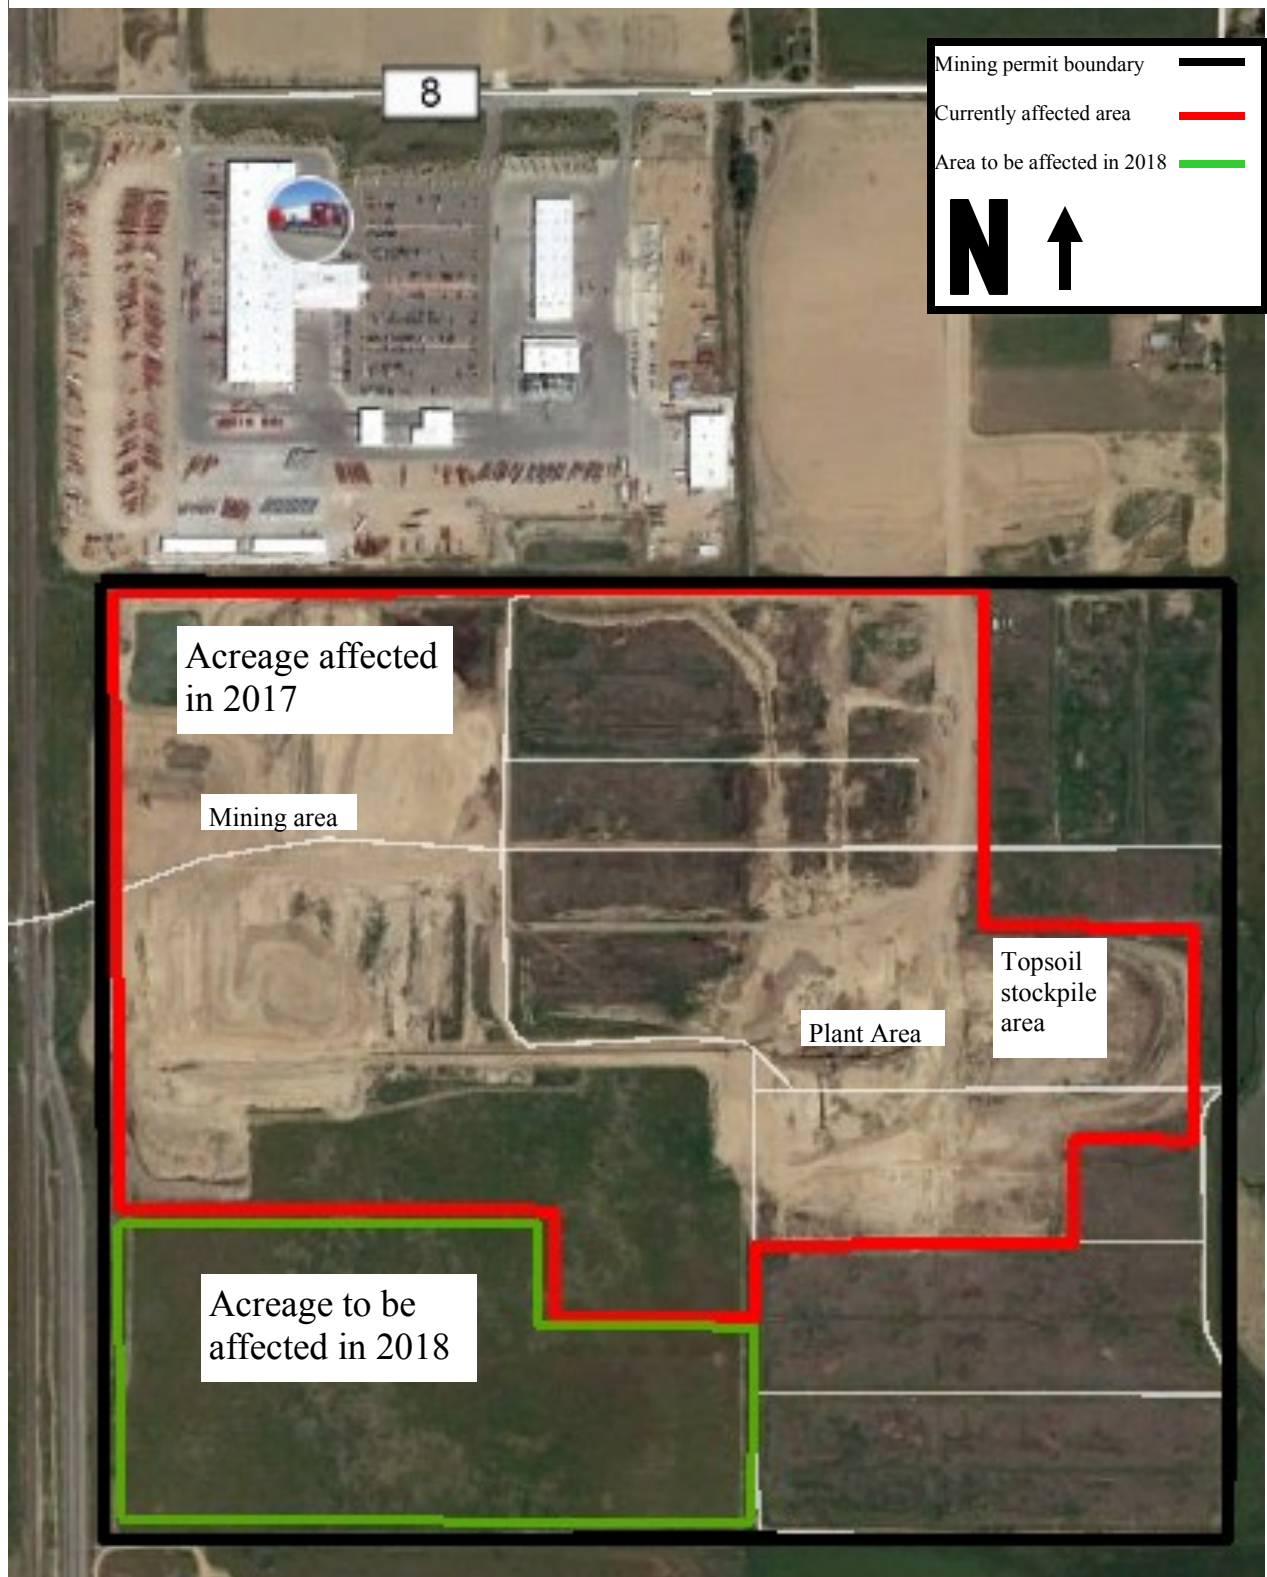 8
Mining permit boundary
Currently affected area
Area to be affected in 2018
N
Acreage affected
in 2017
Mining area
Topsoil
stockpile
area
Plant Area
Acreage to be
affected in 2018